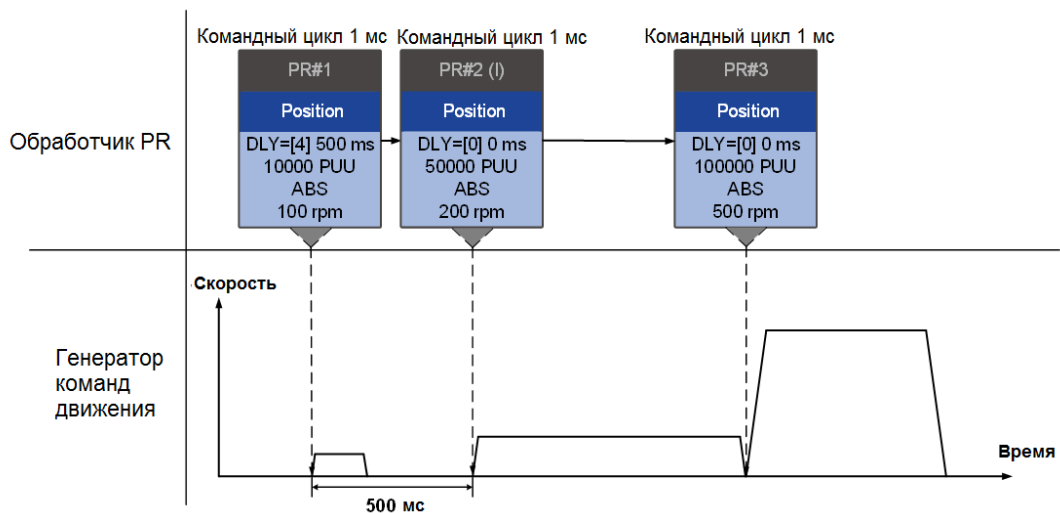 Командный цикл 1 мс
Командный цикл 1 мс
Командный цикл 1 мс
PR#1
PR#2 (I)
PR#3
Position
Position
Position
Обработчик PR
DLY=[4] 500 ms
10000 PUU
ABS
100 rpm
DLY=[0] 0 ms
50000 PUU
ABS
200 rpm
DLY=[0] 0 ms
100000 PUU
ABS
500 rpm
Скорость
Генератор
команд
движения
Время
500 мс